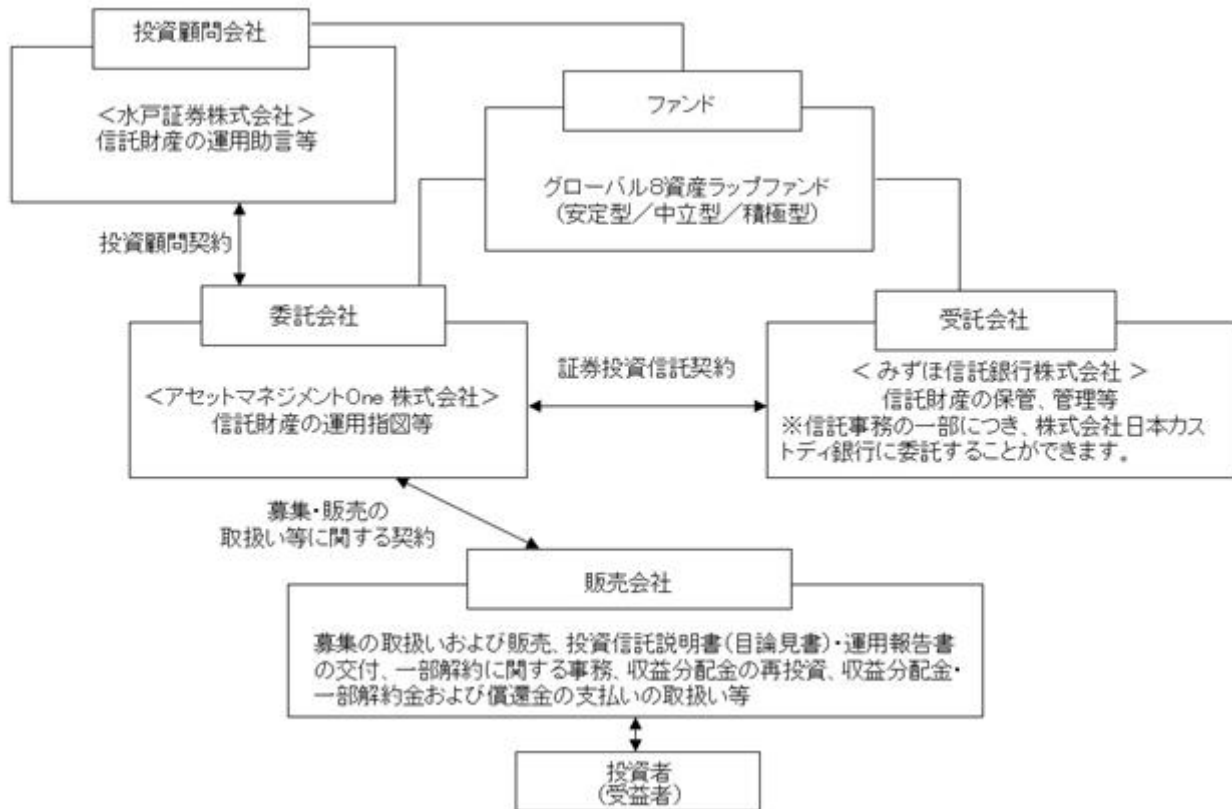 投資顧問会社
<水戸証券株式会社>
信託財産の運用助言等
ファンド
グローバル8資産ラップファンド
(安定型／中立型／積極型)
投資顧問契約
委託会社
<アセットマネジメントOne 株式会社>
信託財産の運用指図等
証券投資信託契約
受託会社
< みずほ信託銀行株式会社 >
信託財産の保管、管理等
※信託事務の一部につき、株式会社日本カス
トディ銀行に委託することができます。
募集・販売の
取扱い等に関する契約
販売会社
募集の取扱いおよび販売、投資信託説明書(目論見書)・運用報告書
の交付、一部解約に関する事務、収益分配金の再投資、収益分配金・
一部解約金および償還金の支払いの取扱い等
投資者
(受益者)